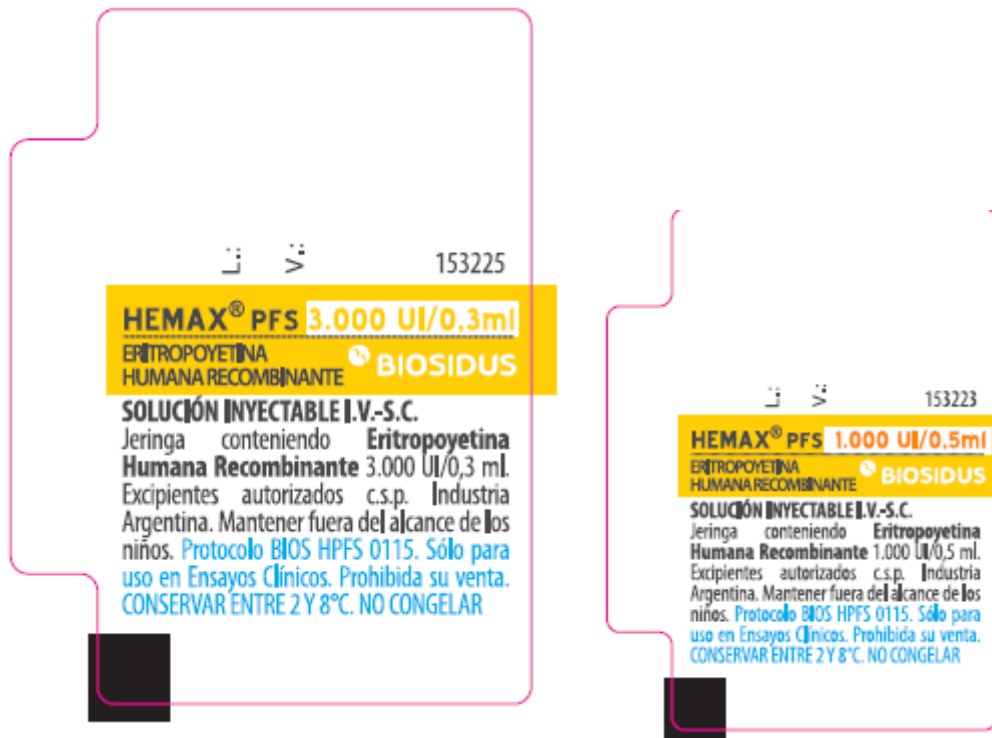 L.:
V.:
153225
HEMAX® PFS 3.000 UI/0,3ml
ERITROPOYETINA
HUMANA RECOMBINANTE
BIOSIDUS
SOLUCIÓN INYECTABLE I.V.-S.C.
Jeringa conteniendo Eritropoyetina
Humana Recombinante 3.000 UI/0,3 ml.
Excipientes autorizados c.s.p. Industria
Argentina. Mantener fuera del alcance de los
niños. Protocolo BIOS HPFS 0115. Sólo para
uso en Ensayos Clínicos. Prohibida su venta.
CONSERVAR ENTRE 2 Y 8°C. NO CONGELAR
L.:
V.:
153223
HEMAX® PFS 1.000 UI/0.5ml
ERITROPOYETINA
HUMANA RECOMBINANTE
BIOSIDUS
SOLUCIÓN INYECTABLE I.V.-S.C.
Jeringa conteniendo Eritropoyetina
Humana Recombinante 1.000 UI/0,5 ml.
Excipientes autorizados c.s.p. Industria
Argentina. Mantener fuera del alcance de los
niños. Protocolo BIOS HPFS 0115. Sólo para
uso en Ensayos Clínicos. Prohibida su venta.
CONSERVAR ENTRE 2 Y 8°C. NO CONGELAR